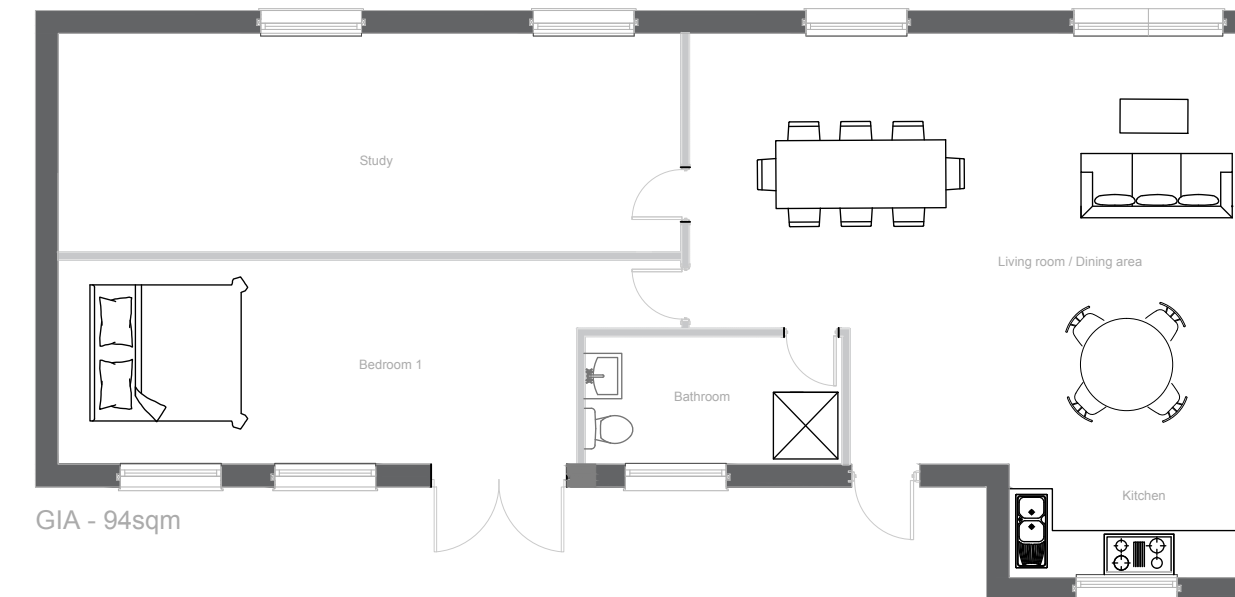 Study
Living room / Dining area
Bedroom 1
Bathroom
Kitchen
GIA - 94sqm